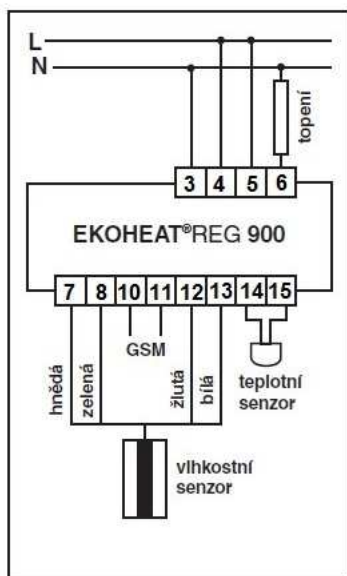 L
N
topení
3 4 5 6
EKOHEAT®REG 900
7 8 10 11 12 13 14 15
hnědá
zelená
GSM
žlutá
bílá
teplotní
senzor
vlhkostní
senzor